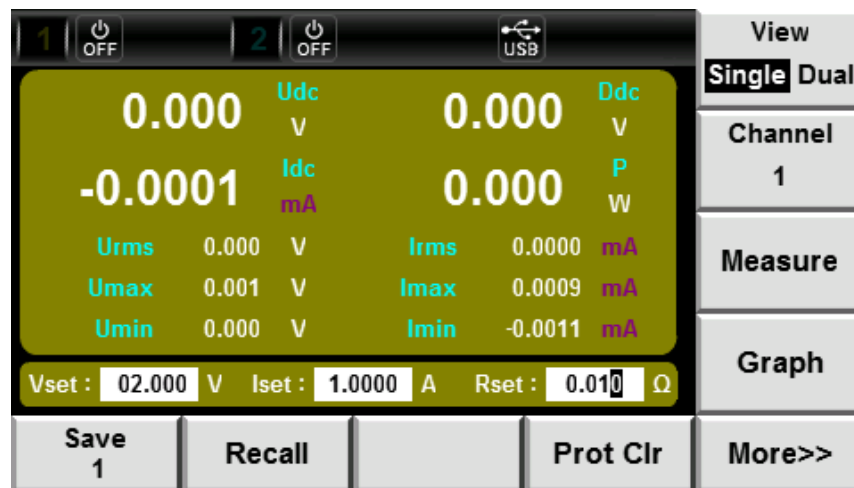 1 OFF 2 OFF USB
View
Single Dual
0.000 Udc V 0.000 Ddc V
Channel
1
-0.0001 Idc mA 0.000 P W
Urms 0.000 V Irms 0.0000 mA
Measure
Umax 0.001 V Imax 0.0009 mA
Umin 0.000 V Imin -0.0011 mA
Graph
Vset : 02.000 V Iset : 1.0000 A Rset : 0.010 Ω
Save
1
Recall
Prot Clr
More>>